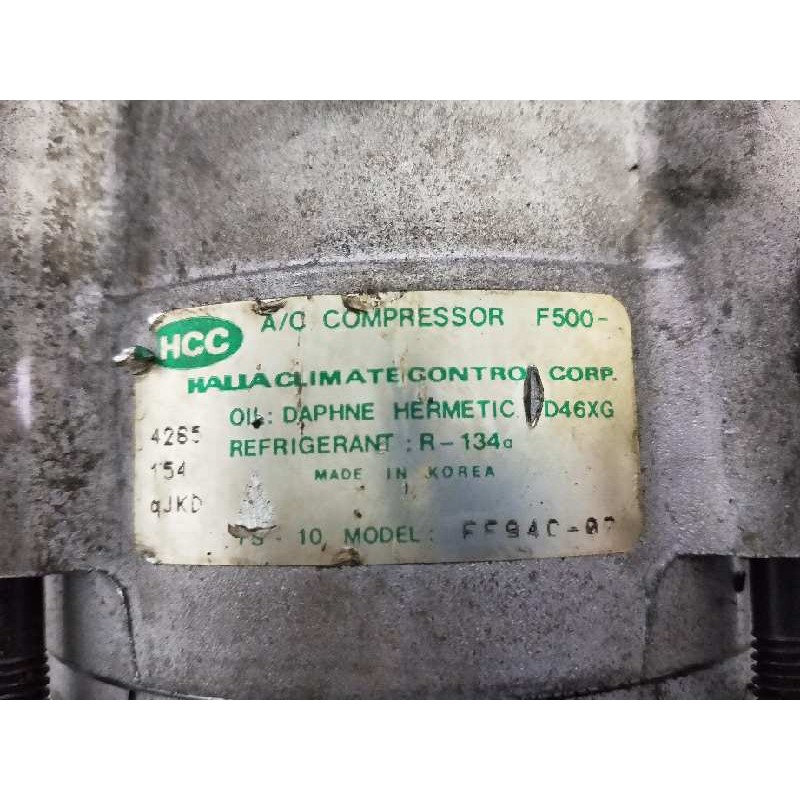 HCC
A/C COMPRESSOR F500-
HALLA CLIMATE CONTROL CORP.
OIL: DAPHNE HERMETIC D46XG
4285
REFRIGERANT : R-134a
154
MADE IN KOREA
qJKD
10 MODEL: